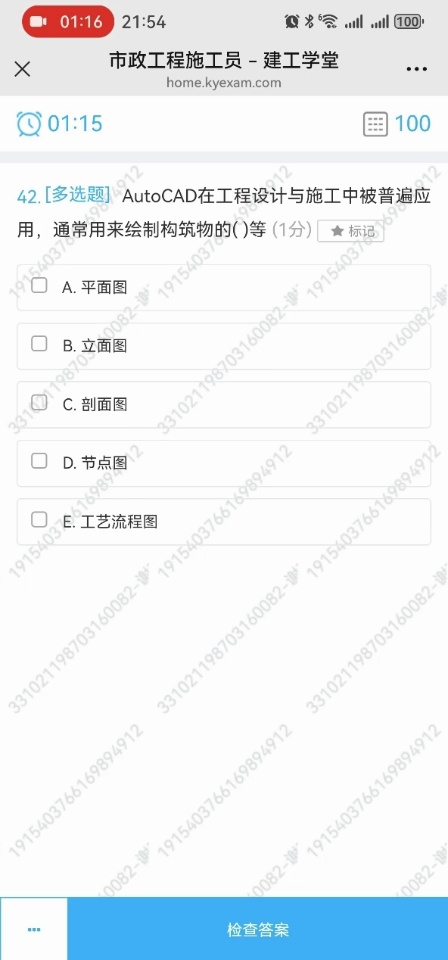 01:16 21:54 100
市政工程施工员 - 建工学堂
home.kyexam.com
01:15 100
42.[多选题] AutoCAD在工程设计与施工中被普遍应
用，通常用来绘制构筑物的( )等 (1分) ★ 标记
A. 平面图
B. 立面图
C. 剖面图
D. 节点图
E. 工艺流程图
检查答案